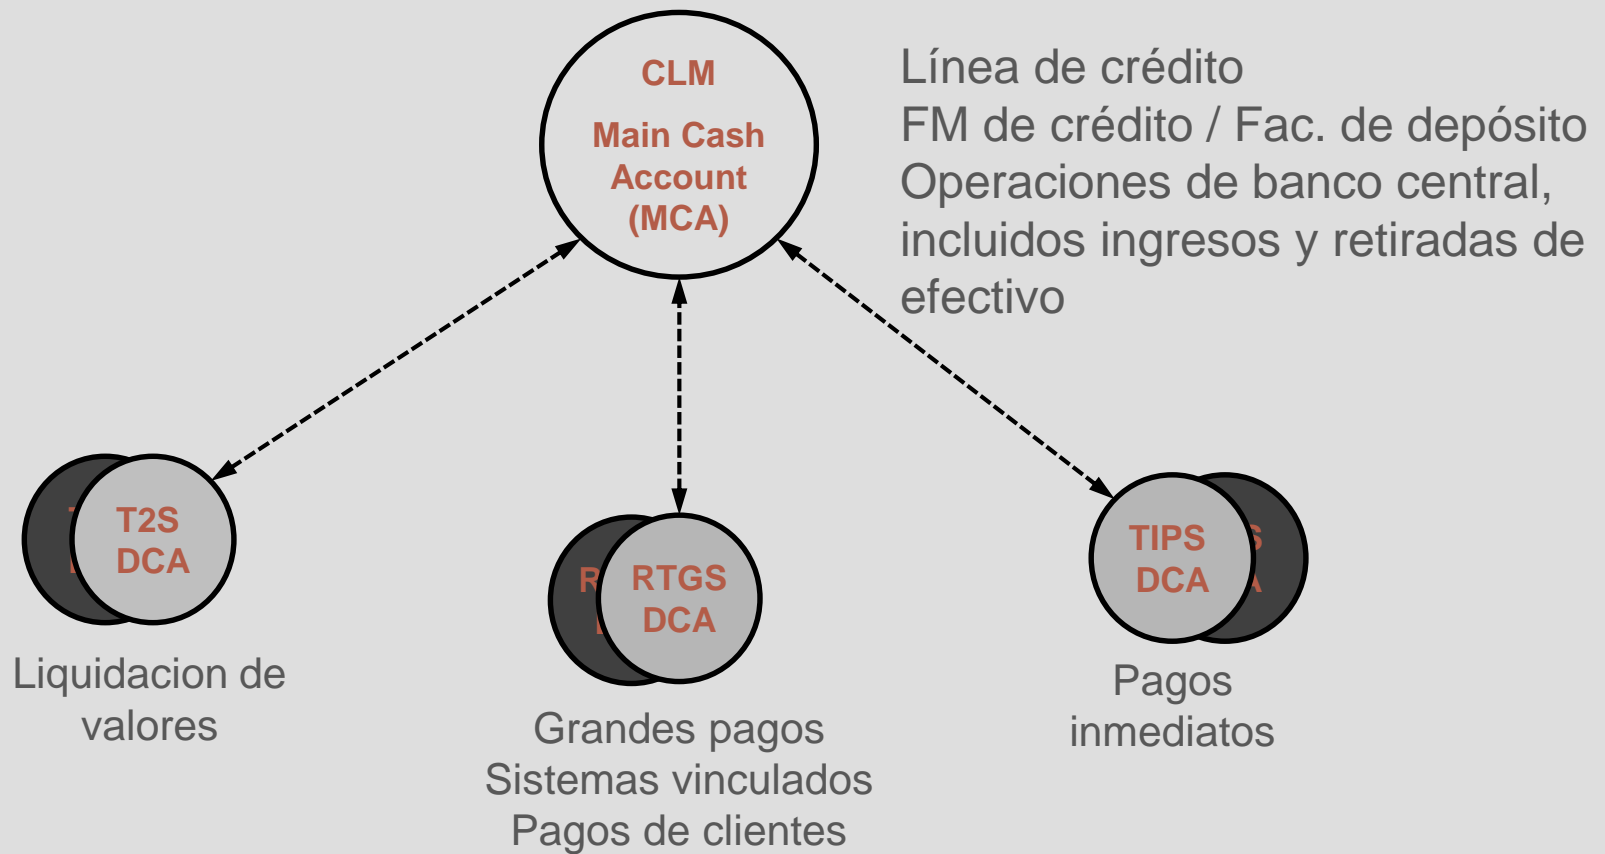 CLM
Main Cash
Account
(MCA)
Línea de crédito
FM de crédito / Fac. de depósito
Operaciones de banco central,
incluidos ingresos y retiradas de
efectivo
T2S
DCA
Liquidacion de
valores
RTGS
DCA
Grandes pagos
Sistemas vinculados
Pagos de clientes
TIPS
DCA
Pagos
inmediatos